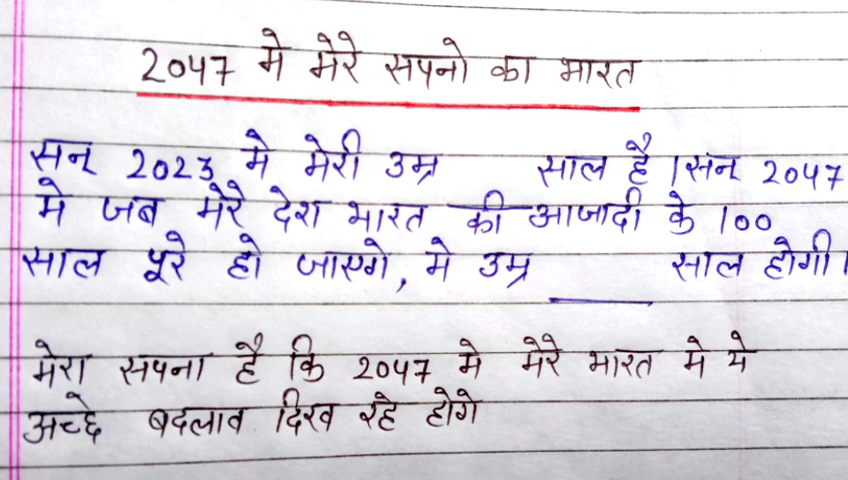 2047 मे मेरे सपनो का भारत
सन् 2023 मे मेरी उम्र साल है । सन् 2047
मे जब मेरे देश भारत की आजादी के 100
साल पूरे हो जाएगे, मे उम्र ____ साल होगी।
मेरा सपना है कि 2047 मे मेरे भारत मे ये
अच्छे बदलाव दिख रहे होगे